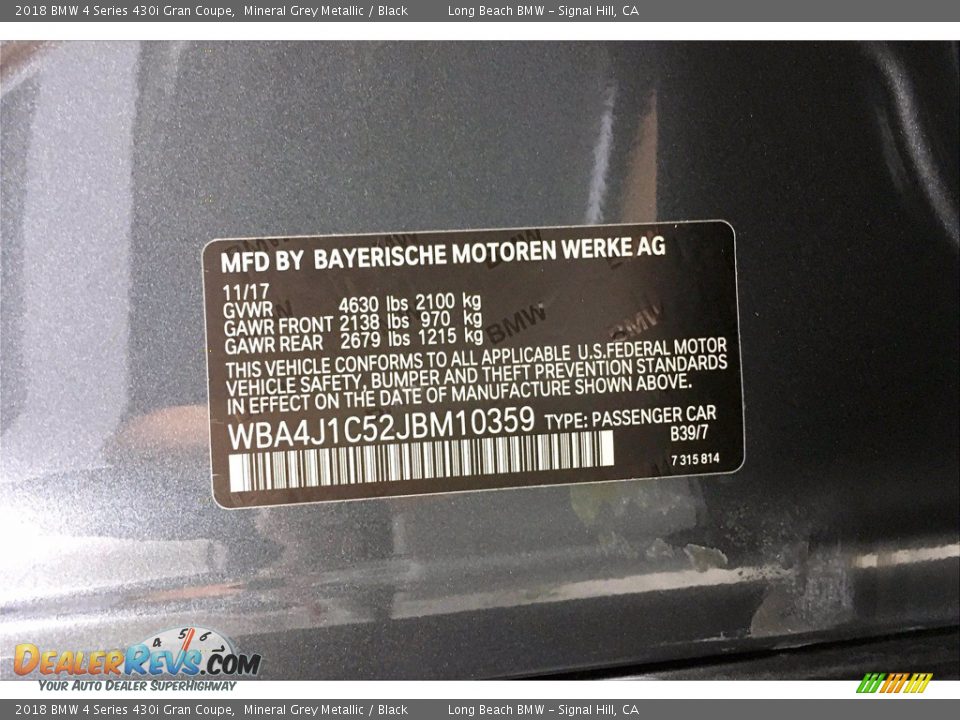 2018 BMW 4 Series 430i Gran Coupe, Mineral Grey Metallic / Black Long Beach BMW - Signal Hill, CA
MFD BY BAYERISCHE MOTOREN WERKE AG
11/17
GVWR 4630 lbs 2100 kg
GAWR FRONT 2138 lbs 970 kg
GAWR REAR 2679 lbs 1215 kg
THIS VEHICLE CONFORMS TO ALL APPLICABLE U.S.FEDERAL MOTOR
VEHICLE SAFETY, BUMPER AND THEFT PREVENTION STANDARDS
IN EFFECT ON THE DATE OF MANUFACTURE SHOWN ABOVE.
WBA4J1C52JBM10359 TYPE: PASSENGER CAR
B39/7
7 315 814
BMW BMW
4 5 6
DEALERREVS.COM
YOUR AUTO DEALER SUPERHIGHWAY
2018 BMW 4 Series 430i Gran Coupe, Mineral Grey Metallic / Black Long Beach BMW - Signal Hill, CA